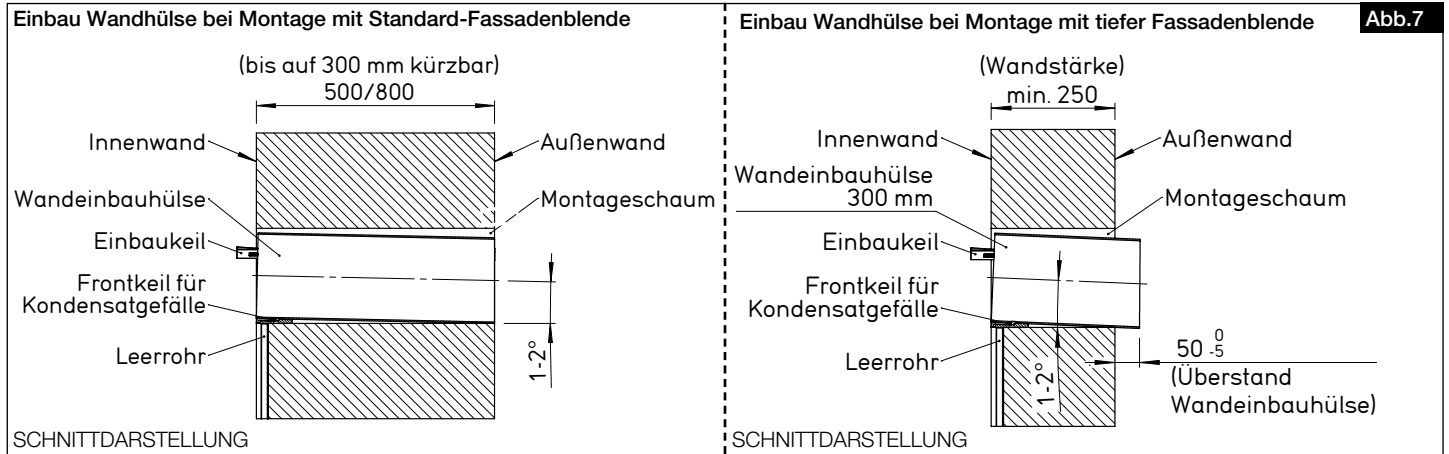 Einbau Wandhülse bei Montage mit Standard-Fassadenblende
(bis auf 300 mm kürzbar)
500/800
Innenwand
Außenwand
Wandeinbauhülse
Montageschaum
Einbaukeil
Frontkeil für
Kondensatgefälle
Leerrohr
1-2°
SCHNITTDARSTELLUNG
Einbau Wandhülse bei Montage mit tiefer Fassadenblende
Abb.7
(Wandstärke)
min. 250
Innenwand
Außenwand
Wandeinbauhülse
300 mm
Montageschaum
Einbaukeil
Frontkeil für
Kondensatgefälle
Leerrohr
1-2°
50 0 -5
(Überstand
Wandeinbauhülse)
SCHNITTDARSTELLUNG